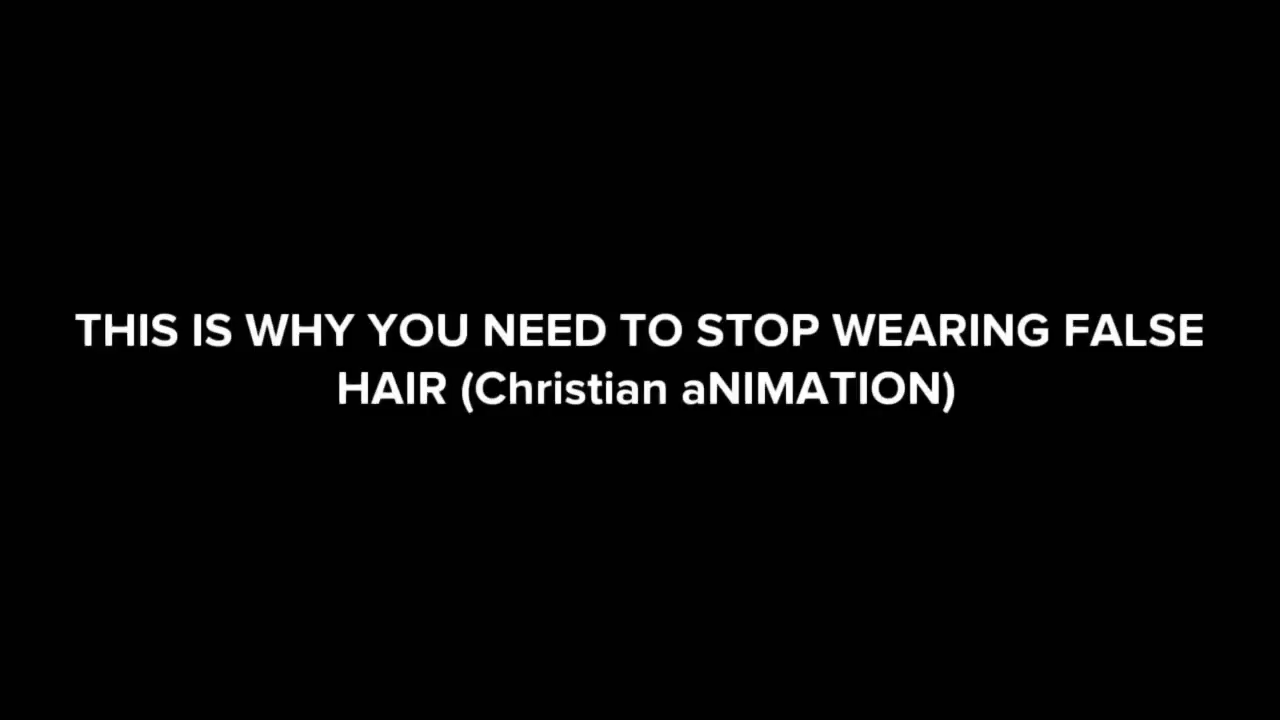 THIS IS WHY YOU NEED TO STOP WEARING FALSE
HAIR (Christian aNIMATION)